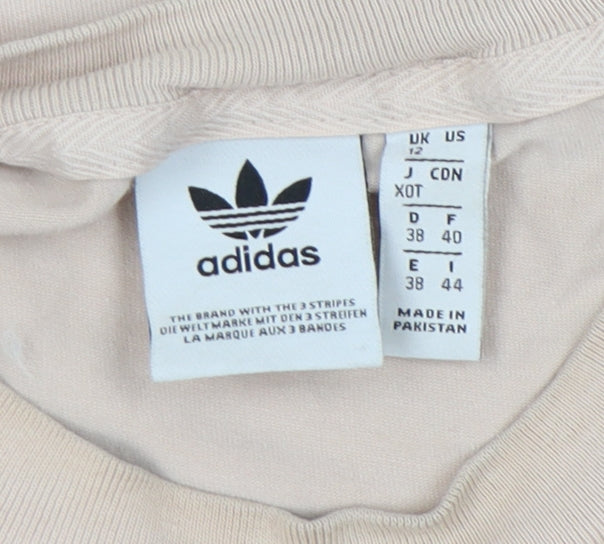 adidas
THE BRAND WITH THE 3 STRIPES
DIE WELTMARKE MIT DEN 3 STREIFEN
LA MARQUE AUX 3 BANDES
UK US
12
J CDN
XOT
D F
38 40
E I
38 44
MADE IN
PAKISTAN